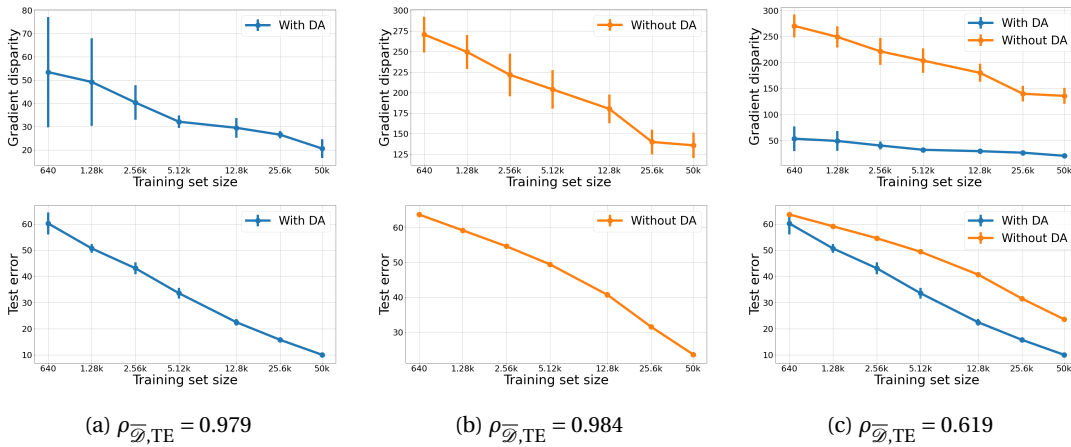 80
70
60
50
40
30
20
Gradient disparity
With DA
640
1.28k
2.56k
5.12k
12.8k
25.6k
50k
Training set size
300
275
250
225
200
175
150
125
Gradient disparity
Without DA
640
1.28k
2.56k
5.12k
12.8k
25.6k
50k
Training set size
300
250
200
150
100
50
Gradient disparity
With DA
Without DA
640
1.28k
2.56k
5.12k
12.8k
25.6k
50k
Training set size
60
50
40
30
20
10
Test error
With DA
640
1.28k
2.56k
5.12k
12.8k
25.6k
50k
Training set size
60
50
40
30
Test error
Without DA
640
1.28k
2.56k
5.12k
12.8k
25.6k
50k
Training set size
60
50
40
30
20
10
Test error
With DA
Without DA
640
1.28k
2.56k
5.12k
12.8k
25.6k
50k
Training set size
(a) ρ𝒟̅,TE = 0.979
(b) ρ𝒟̅,TE = 0.984
(c) ρ𝒟̅,TE = 0.619